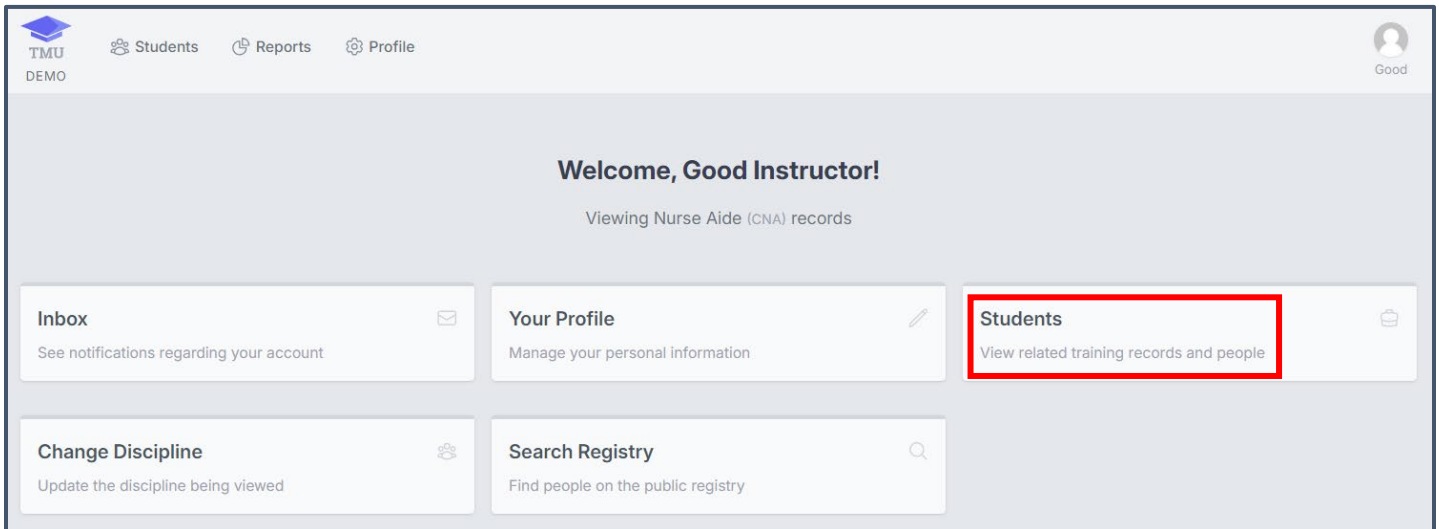 TMU
DEMO
Students
Reports
Profile
Good
Welcome, Good Instructor!
Viewing Nurse Aide (CNA) records
Inbox
See notifications regarding your account
Your Profile
Manage your personal information
Students
View related training records and people
Change Discipline
Update the discipline being viewed
Search Registry
Find people on the public registry